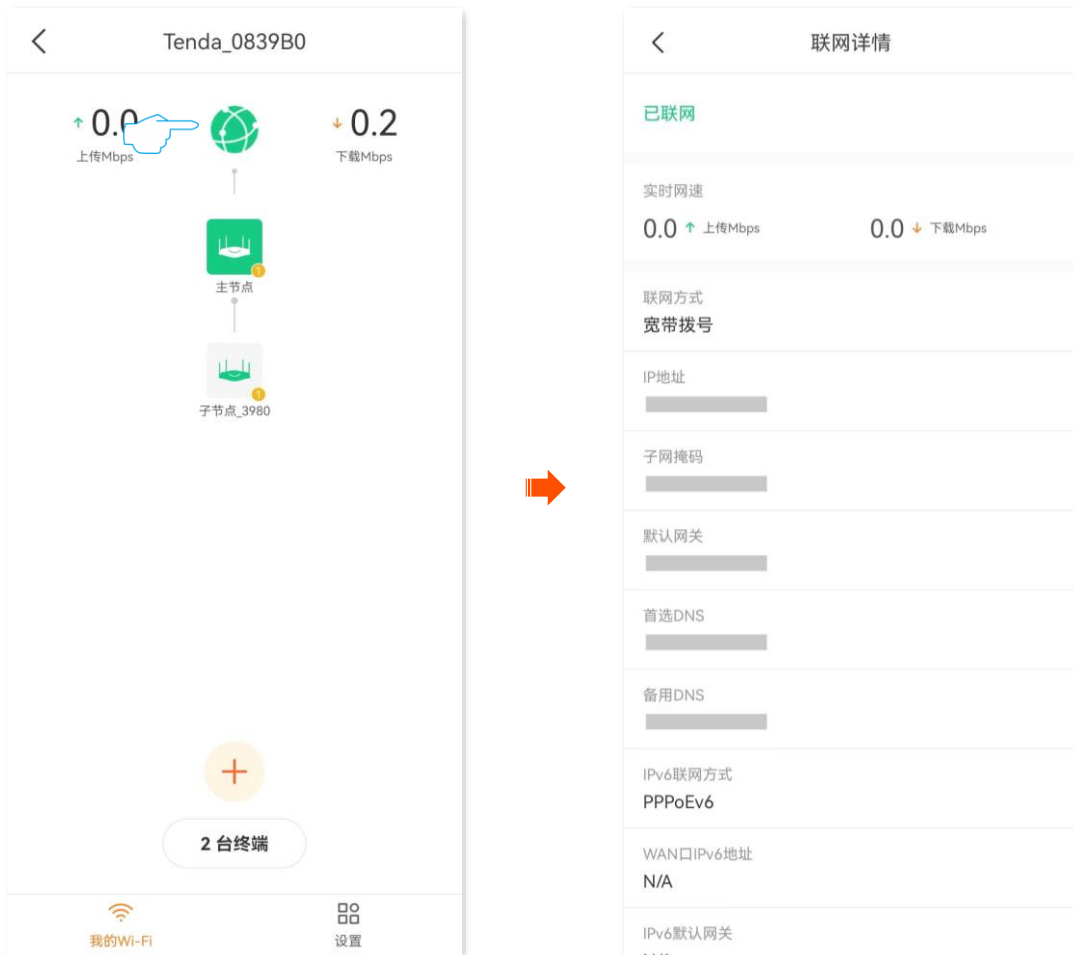 Tenda_0839B0
↑ 0.0
上传Mbps
↓ 0.2
下载Mbps
1
主节点
1
子节点_3980
2 台终端
我的Wi-Fi
设置
联网详情
已联网
实时网速
0.0 ↑ 上传Mbps
0.0 ↓ 下载Mbps
联网方式
宽带拨号
IP地址
子网掩码
默认网关
首选DNS
备用DNS
IPv6联网方式
PPPoEv6
WAN口IPv6地址
N/A
IPv6默认网关